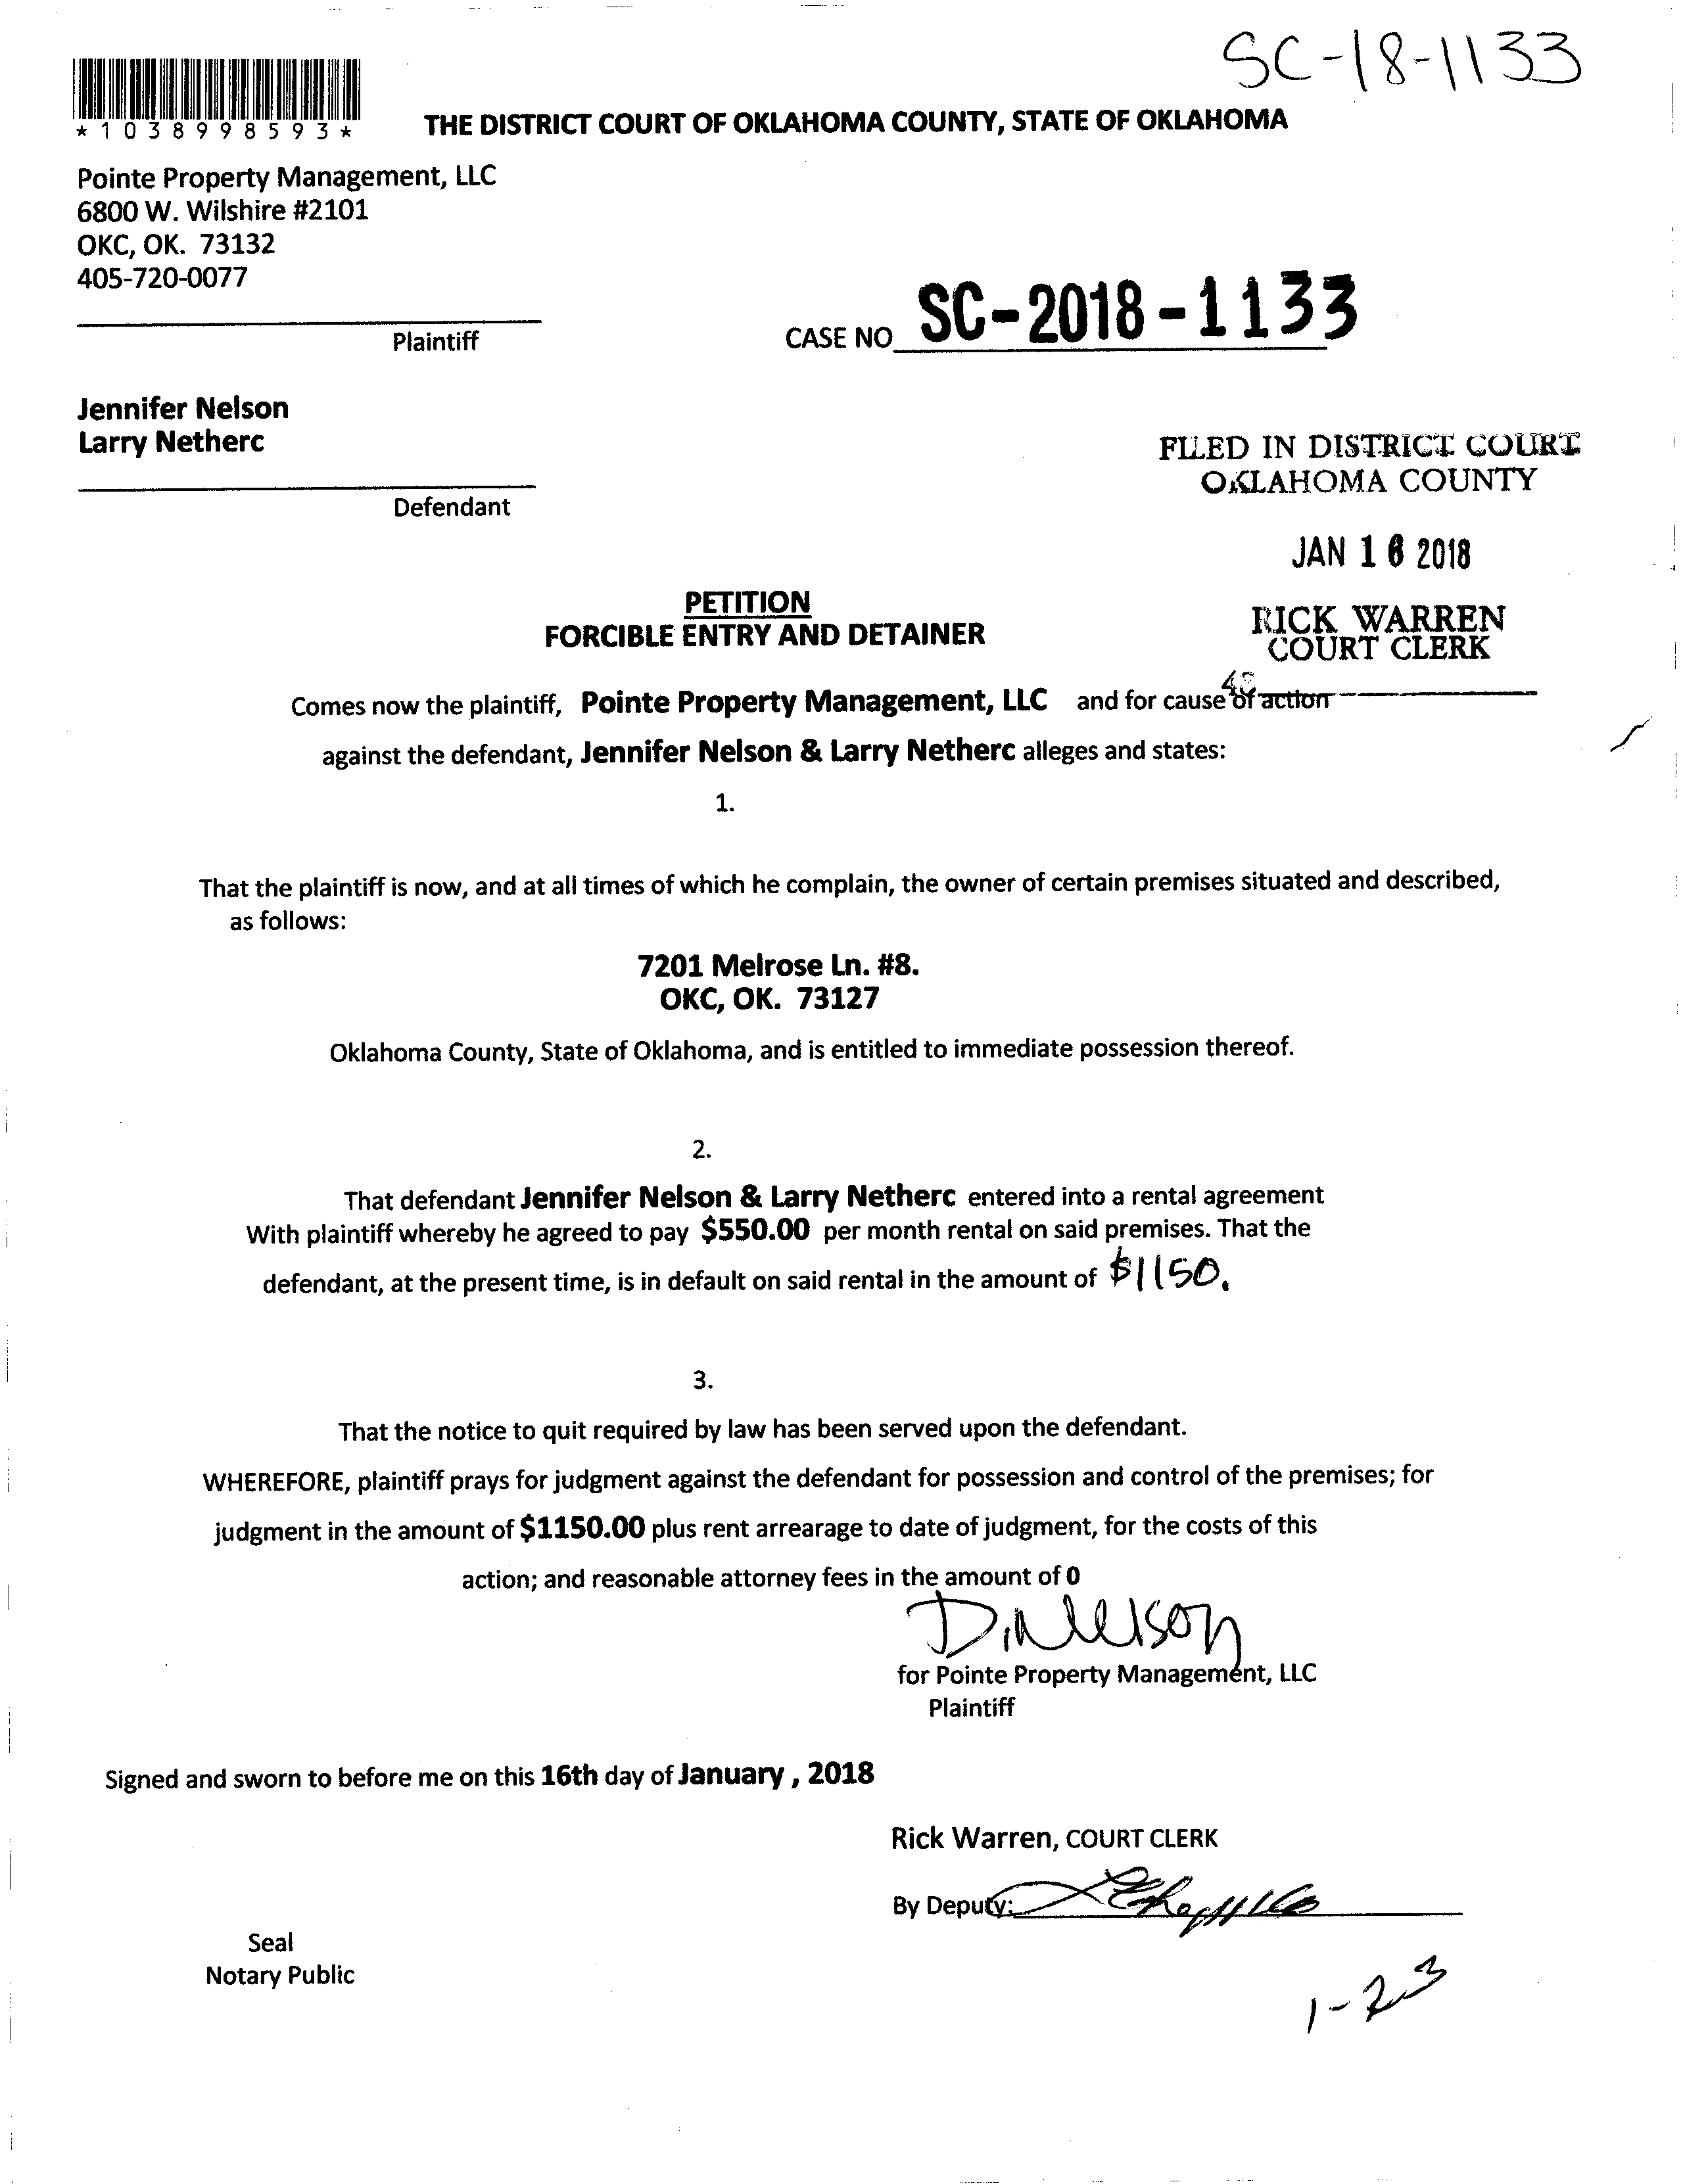 SC-18-1133
*1038998593*
THE DISTRICT COURT OF OKLAHOMA COUNTY, STATE OF OKLAHOMA
Pointe Property Management, LLC
6800 W. Wilshire #2101
OKC, OK. 73132
405-720-0077
Plaintiff
CASE NO SC-2018-1133
Jennifer Nelson
Larry Netherc
Defendant
FILED IN DISTRICT COURT
OKLAHOMA COUNTY
JAN 16 2018
RICK WARREN
COURT CLERK
PETITION
FORCIBLE ENTRY AND DETAINER
Comes now the plaintiff, Pointe Property Management, LLC and for cause of action
against the defendant, Jennifer Nelson & Larry Netherc alleges and states:
1.
That the plaintiff is now, and at all times of which he complain, the owner of certain premises situated and described,
as follows:
7201 Melrose Ln. #8.
OKC, OK. 73127
Oklahoma County, State of Oklahoma, and is entitled to immediate possession thereof.
2.
That defendant Jennifer Nelson & Larry Netherc entered into a rental agreement
With plaintiff whereby he agreed to pay $550.00 per month rental on said premises. That the
defendant, at the present time, is in default on said rental in the amount of $1150.
3.
That the notice to quit required by law has been served upon the defendant.
WHEREFORE, plaintiff prays for judgment against the defendant for possession and control of the premises; for
judgment in the amount of $1150.00 plus rent arrearage to date of judgment, for the costs of this
action; and reasonable attorney fees in the amount of 0
D. Nelson
for Pointe Property Management, LLC
Plaintiff
Signed and sworn to before me on this 16th day of January , 2018
Rick Warren, COURT CLERK
By Deputy:
Seal
Notary Public
1-23